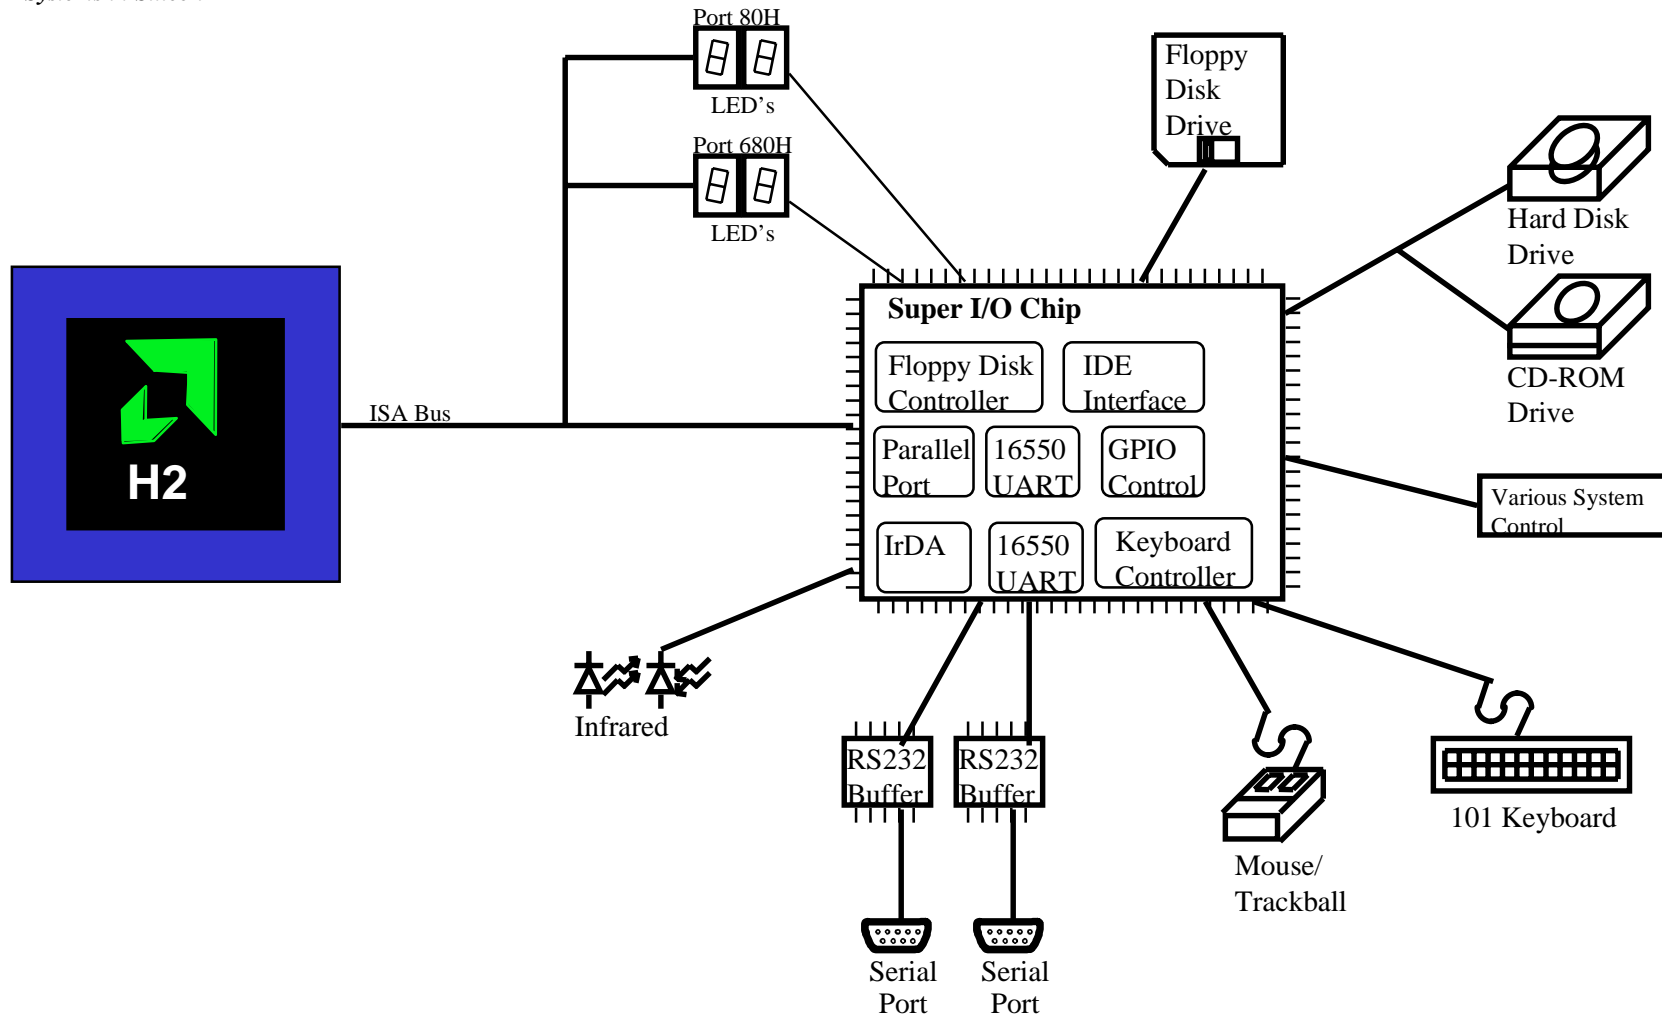 Port 80H
LED's
Port 680H
LED's
Floppy
Disk
Drive
Hard Disk
Drive
CD-ROM
Drive
H2
ISA Bus
Super I/O Chip
Floppy Disk
Controller
IDE
Interface
Parallel
Port
16550
UART
GPIO
Control
IrDA
16550
UART
Keyboard
Controller
Various System
Control
Infrared
RS232
Buffer
RS232
Buffer
101 Keyboard
Mouse/
Trackball
Serial
Port
Serial
Port